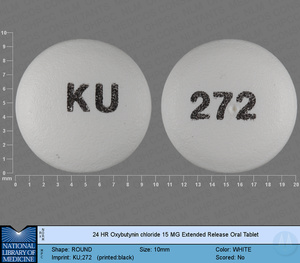 10
9
8
7
6
5
4
3
2
1
0
mm
KU
272
0 1 2 3 4 5 6 7 8 9 10 11 12 13 14 15 16 17 18 19 20
24 HR Oxybutynin chloride 15 MG Extended Release Oral Tablet
NATIONAL
LIBRARY OF
MEDICINE
Shape: ROUND Size: 10mm Color: WHITE
Imprint: KU;272 (printed;black) Scored: No